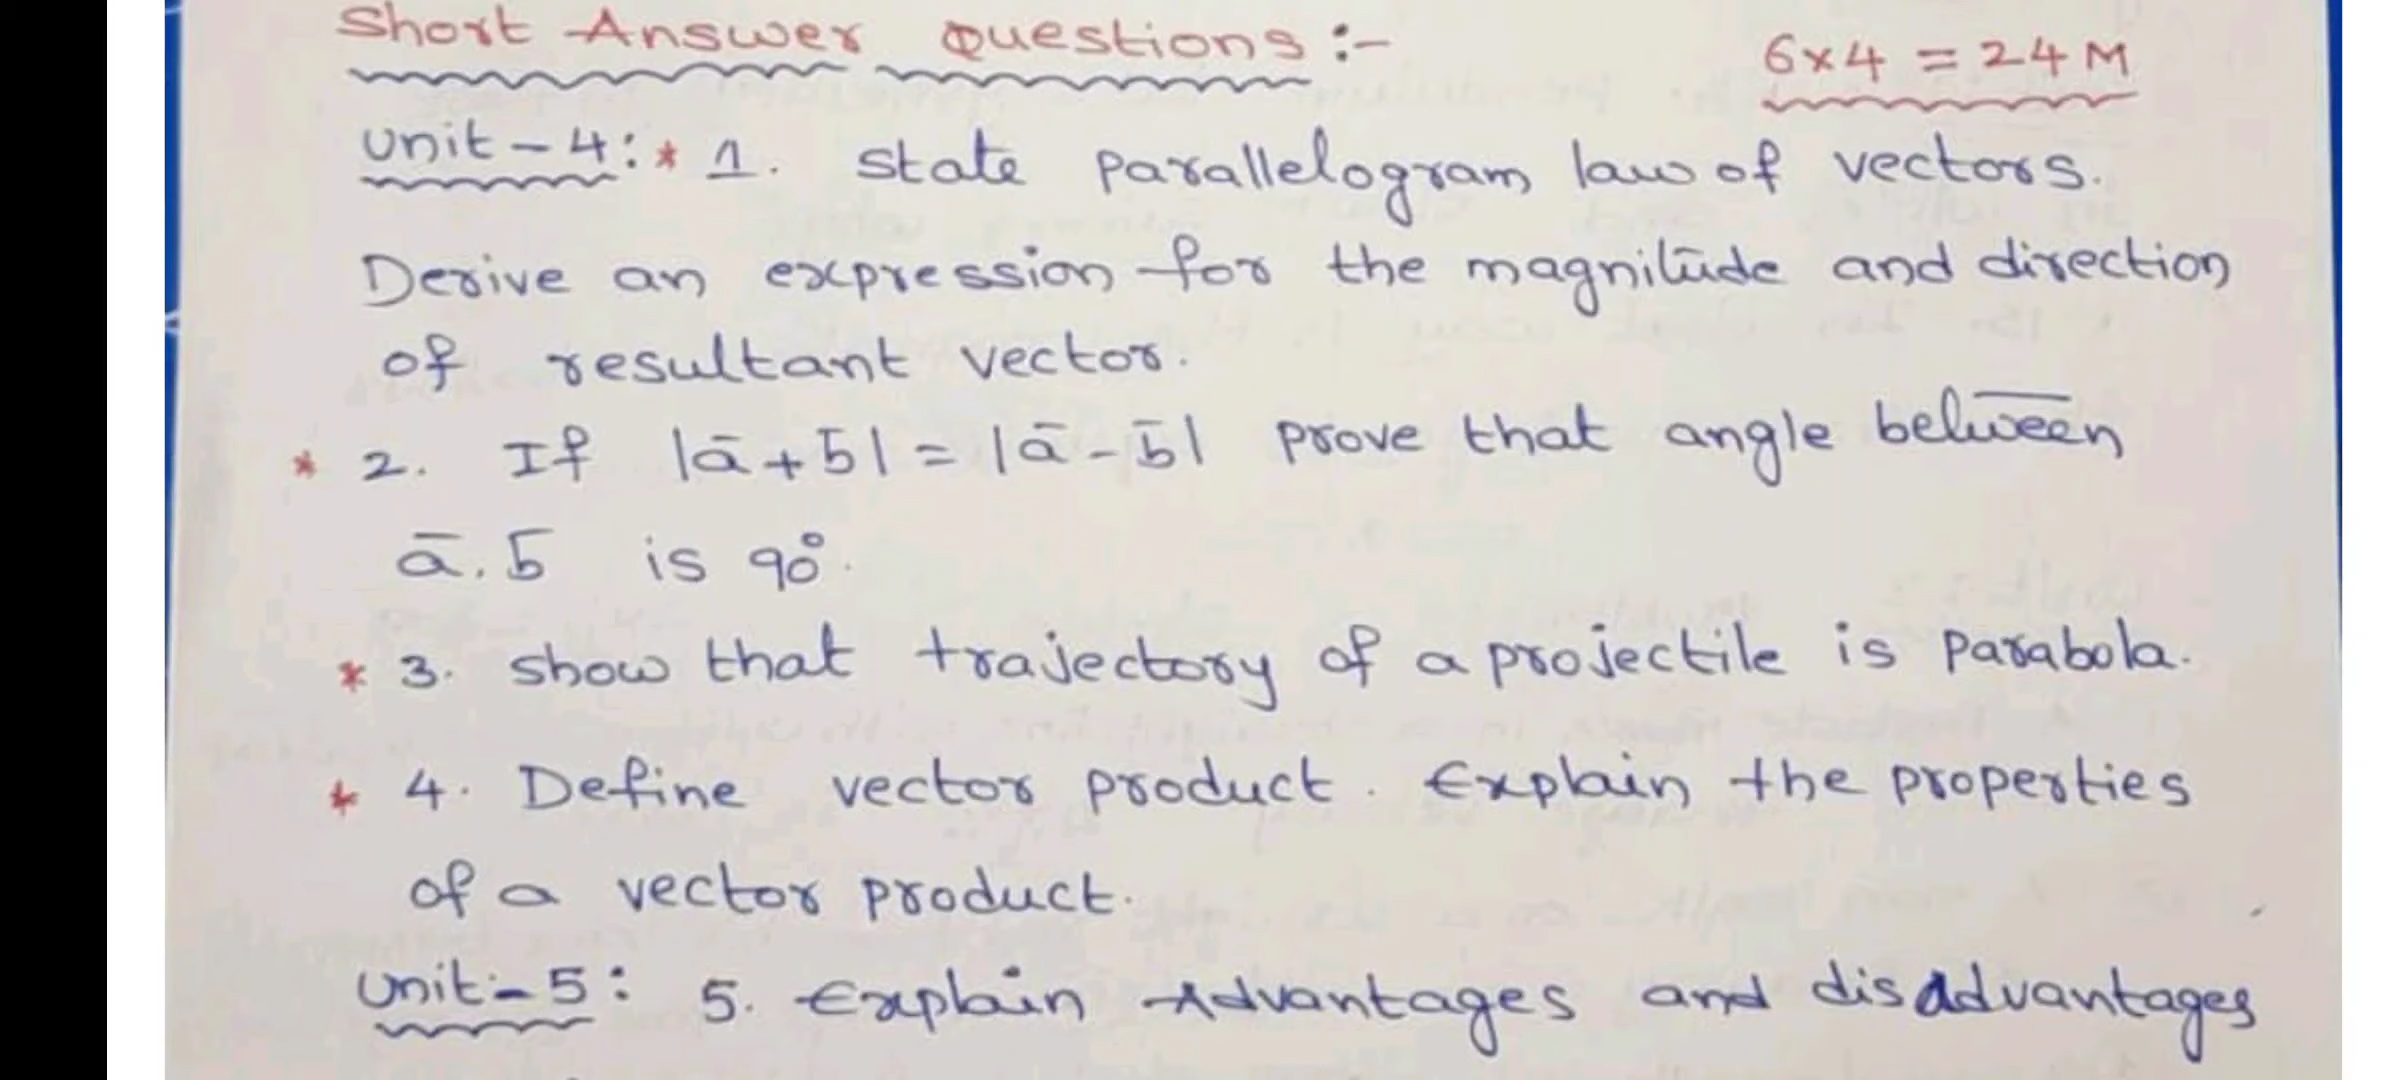 Short Answer Questions :-
6x4 = 24 M
Unit - 4: * 1. State parallelogram law of vectors.
Derive an expression for the magnitude and direction
of resultant vector.
* 2. If |ā + b̄| = |ā - b̄| prove that angle between
ā. b̄ is 90°.
* 3. Show that trajectory of a projectile is parabola.
* 4. Define vector product. Explain the properties
of a vector product.
Unit - 5: 5. Explain Advantages and disAdvantages